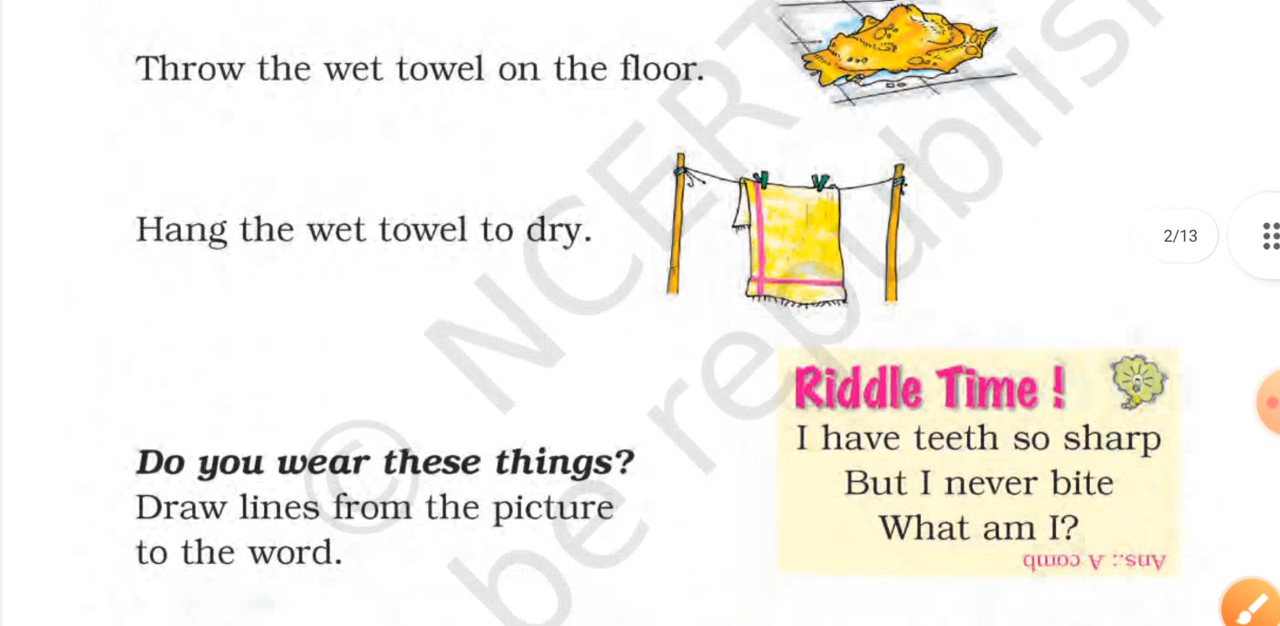 Throw the wet towel on the floor.
Hang the wet towel to dry.
2/13
Riddle Time !
I have teeth so sharp
But I never bite
What am I?
Ans.: A comb
Do you wear these things?
Draw lines from the picture
to the word.
© NCERT
be republish